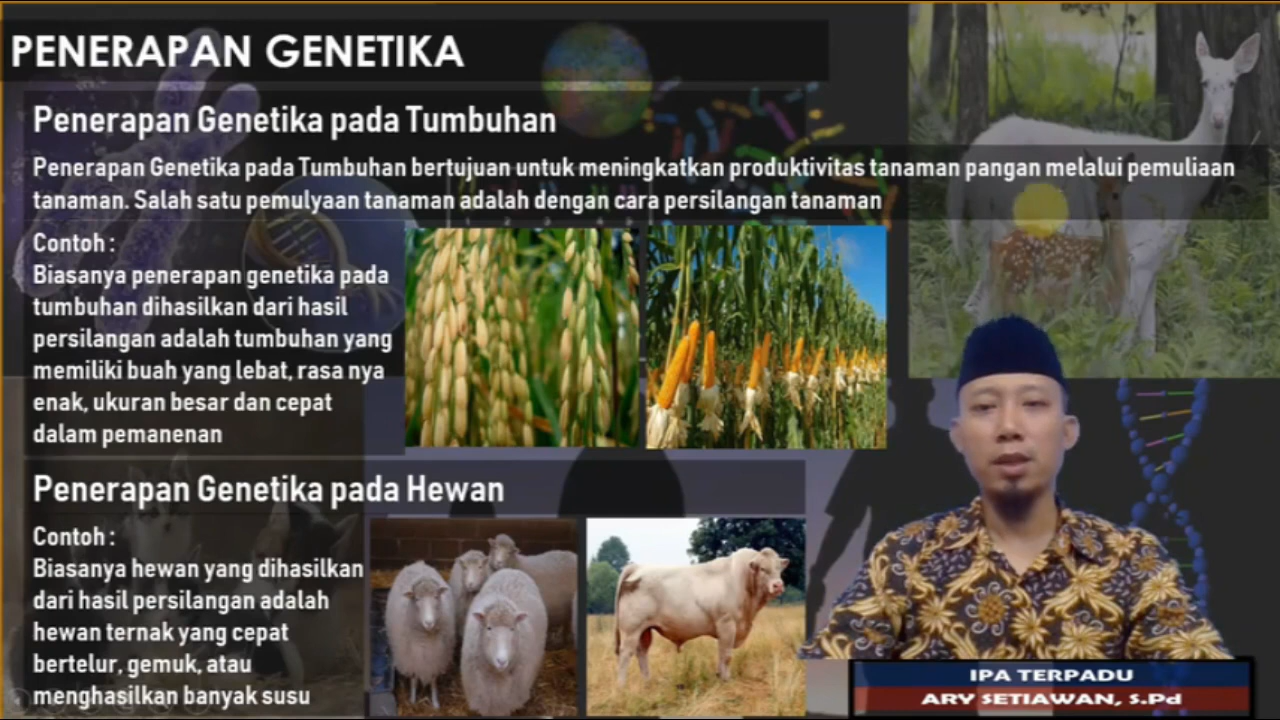 PENERAPAN GENETIKA
Penerapan Genetika pada Tumbuhan
Penerapan Genetika pada Tumbuhan bertujuan untuk meningkatkan produktivitas tanaman pangan melalui pemuliaan
tanaman. Salah satu pemulyaan tanaman adalah dengan cara persilangan tanaman
Contoh :
Biasanya penerapan genetika pada
tumbuhan dihasilkan dari hasil
persilangan adalah tumbuhan yang
memiliki buah yang lebat, rasa nya
enak, ukuran besar dan cepat
dalam pemanenan
Penerapan Genetika pada Hewan
Contoh :
Biasanya hewan yang dihasilkan
dari hasil persilangan adalah
hewan ternak yang cepat
bertelur, gemuk, atau
menghasilkan banyak susu
IPA TERPADU
ARY SETIAWAN, S.Pd